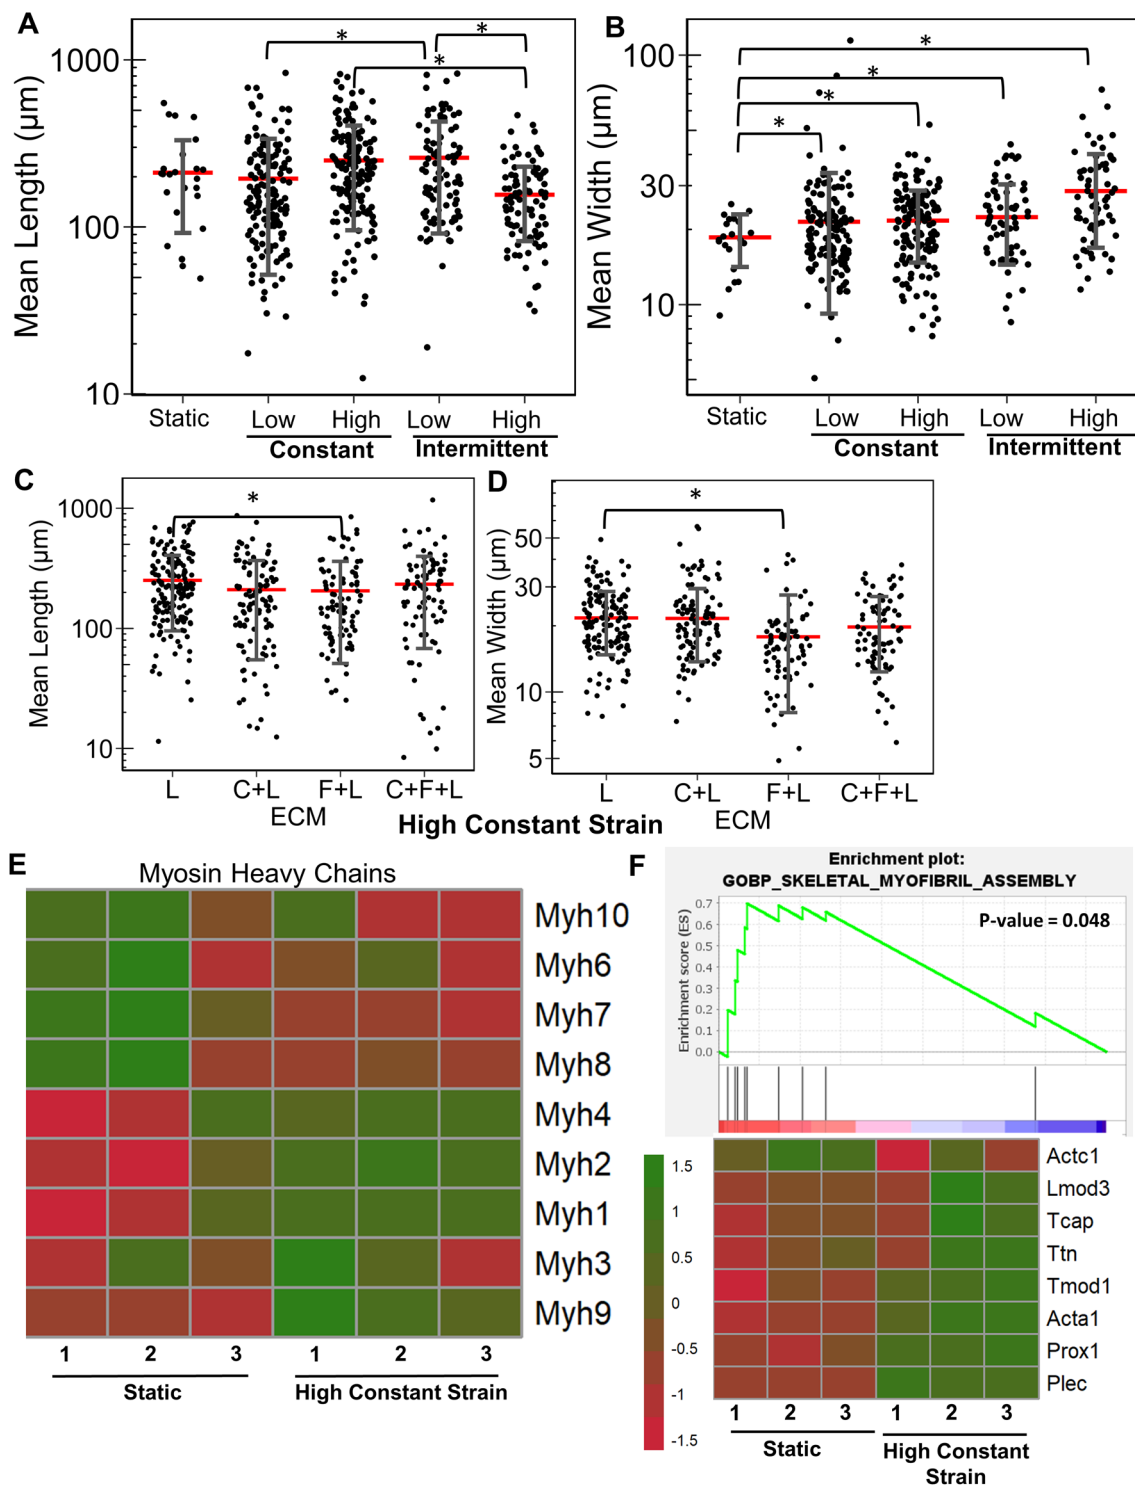 A
B
*
*
*
*
*
*
*
Mean Length (µm)
1000
100
10
Mean Width (µm)
100
30
10
Static
Low
High
Low
High
Constant
Intermittent
Static
Low
High
Low
High
Constant
Intermittent
C
D
*
*
Mean Length (µm)
1000
100
10
Mean Width (µm)
50
30
10
5
L
C+L
F+L
C+F+L
ECM
L
C+L
F+L
C+F+L
ECM
High Constant Strain
E
Myosin Heavy Chains
Myh10
Myh6
Myh7
Myh8
Myh4
Myh2
Myh1
Myh3
Myh9
1
2
3
1
2
3
Static
High Constant Strain
F
Enrichment plot:
GOBP_SKELETAL_MYOFIBRIL_ASSEMBLY
P-value = 0.048
Enrichment score (ES)
0.7
0.6
0.5
0.4
0.3
0.2
0.1
0.0
1.5
1
0.5
0
-0.5
-1
-1.5
Actc1
Lmod3
Tcap
Ttn
Tmod1
Acta1
Prox1
Plec
1
2
3
1
2
3
Static
High Constant
Strain